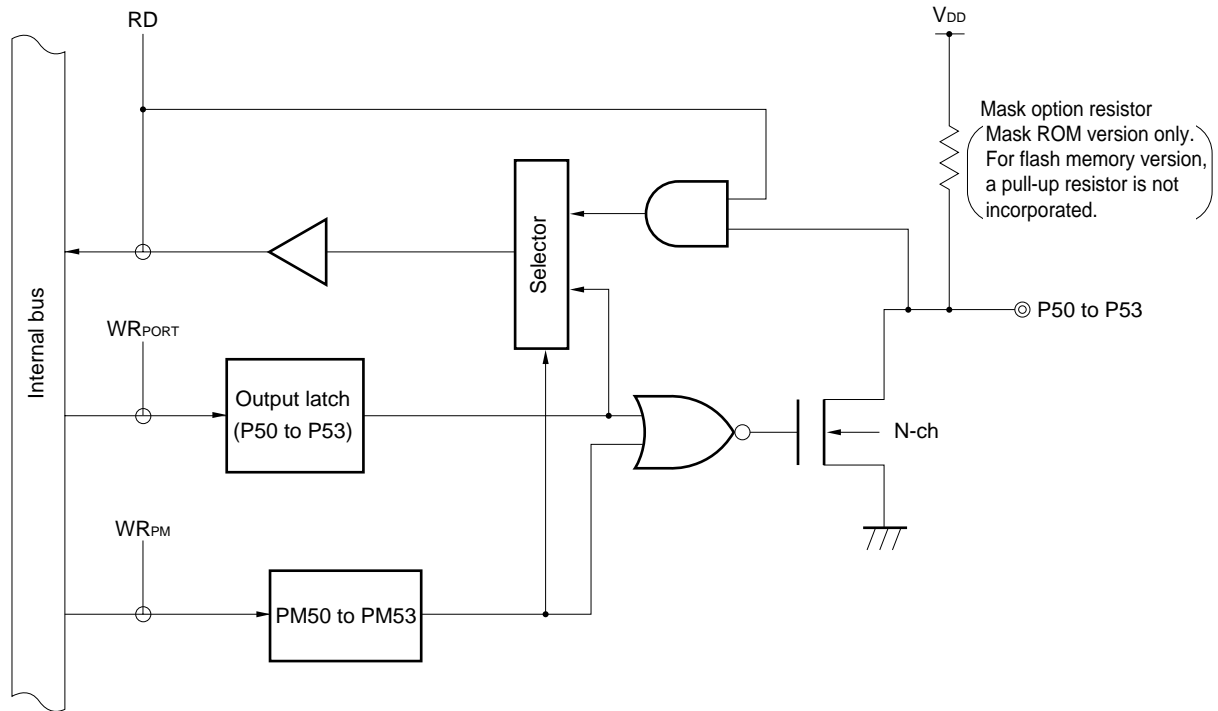 RD
VDD
Mask option resistor
Mask ROM version only.
For flash memory version,
a pull-up resistor is not
incorporated.
Selector
Internal bus
P50 to P53
WRPORT
Output latch
(P50 to P53)
N-ch
WRPM
PM50 to PM53